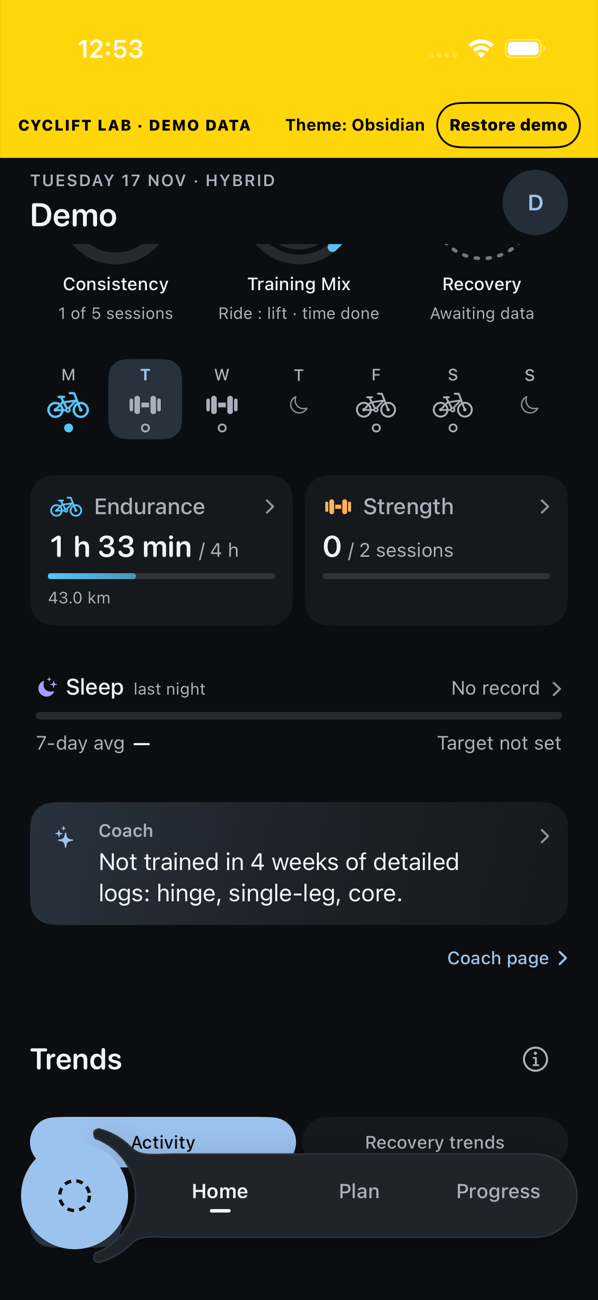 12:53
CYCLIFT LAB · DEMO DATA
Theme: Obsidian
Restore demo
TUESDAY 17 NOV · HYBRID
Demo
D
Consistency
Training Mix
Recovery
1 of 5 sessions
Ride : lift · time done
Awaiting data
M T W T F S S
Endurance
1 h 33 min / 4 h
43.0 km
Strength
0 / 2 sessions
Sleep last night
No record
7-day avg —
Target not set
Coach
Not trained in 4 weeks of detailed
logs: hinge, single-leg, core.
Coach page
Trends
Activity
Recovery trends
Home
Plan
Progress